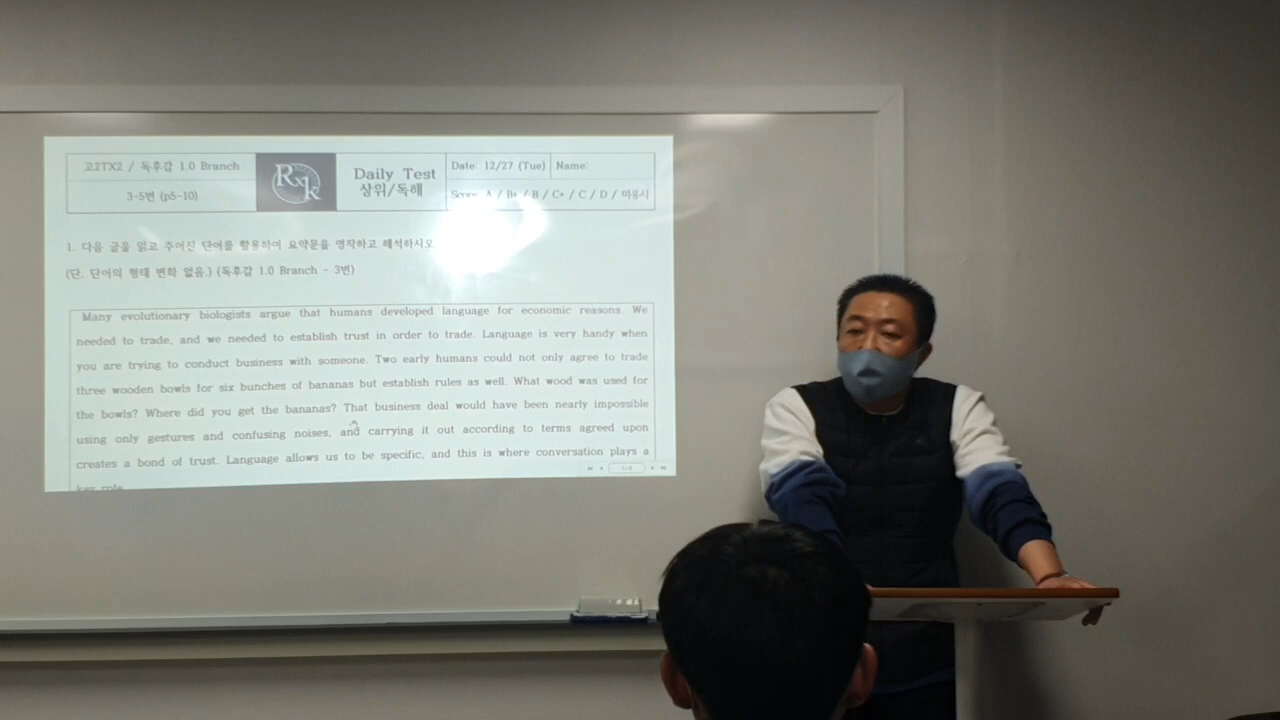 고2TX2 / 독후감 1.0 Branch
3-5번 (p5-10)
RxK
Daily Test
상위/독해
Date: 12/27 (Tue)
Name:
Score: A / B+ / B / C+ / C / D / 미응시
1. 다음 글을 읽고 주어진 단어를 활용하여 요약문을 영작하고 해석하시오
(단, 단어의 형태 변화 없음.) (독후감 1.0 Branch - 3번)
Many evolutionary biologists argue that humans developed language for economic reasons. We
needed to trade, and we needed to establish trust in order to trade. Language is very handy when
you are trying to conduct business with someone. Two early humans could not only agree to trade
three wooden bowls for six bunches of bananas but establish rules as well. What wood was used for
the bowls? Where did you get the bananas? That business deal would have been nearly impossible
using only gestures and confusing noises, and carrying it out according to terms agreed upon
creates a bond of trust. Language allows us to be specific, and this is where conversation plays a
key role